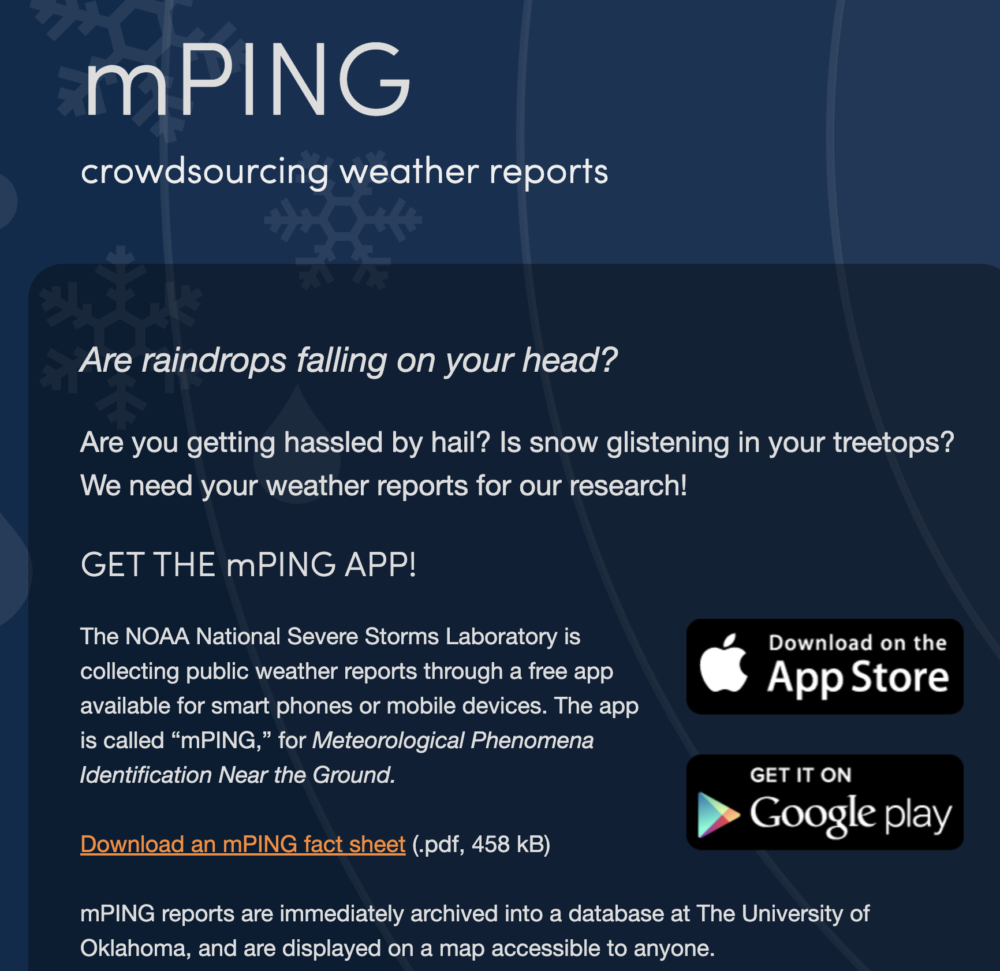 mPING
crowdsourcing weather reports
Are raindrops falling on your head?
Are you getting hassled by hail? Is snow glistening in your treetops?
We need your weather reports for our research!
GET THE mPING APP!
The NOAA National Severe Storms Laboratory is
collecting public weather reports through a free app
available for smart phones or mobile devices. The app
is called “mPING,” for Meteorological Phenomena
Identification Near the Ground.
Download on the
App Store
GET IT ON
Google play
Download an mPING fact sheet (.pdf, 458 kB)
mPING reports are immediately archived into a database at The University of
Oklahoma, and are displayed on a map accessible to anyone.